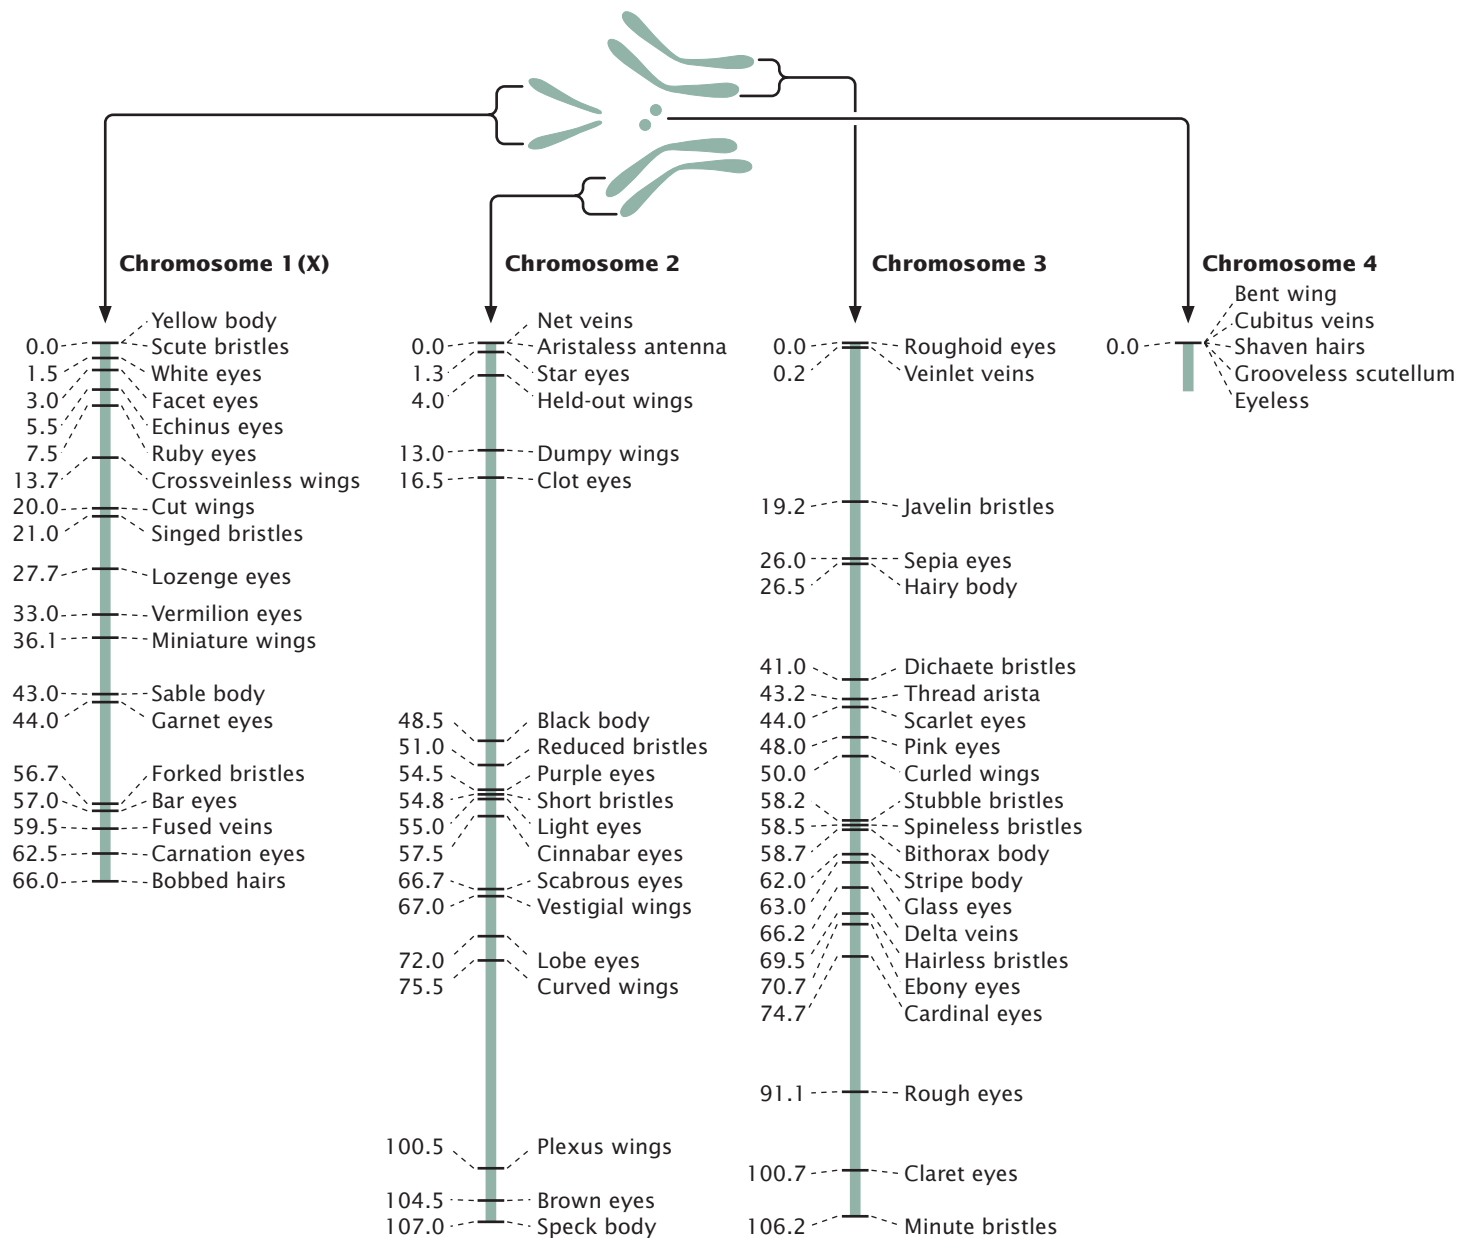 Chromosome 1 (X)
Yellow body
0.0 Scute bristles
1.5 White eyes
3.0 Facet eyes
5.5 Echinus eyes
7.5 Ruby eyes
13.7 Crossveinless wings
20.0 Cut wings
21.0 Singed bristles
27.7 Lozenge eyes
33.0 Vermilion eyes
36.1 Miniature wings
43.0 Sable body
44.0 Garnet eyes
56.7 Forked bristles
57.0 Bar eyes
59.5 Fused veins
62.5 Carnation eyes
66.0 Bobbed hairs
Chromosome 2
Net veins
0.0 Aristaless antenna
1.3 Star eyes
4.0 Held-out wings
13.0 Dumpy wings
16.5 Clot eyes
48.5 Black body
51.0 Reduced bristles
54.5 Purple eyes
54.8 Short bristles
55.0 Light eyes
57.5 Cinnabar eyes
66.7 Scabrous eyes
67.0 Vestigial wings
72.0 Lobe eyes
75.5 Curved wings
100.5 Plexus wings
104.5 Brown eyes
107.0 Speck body
Chromosome 3
0.0 Roughoid eyes
0.2 Veinlet veins
19.2 Javelin bristles
26.0 Sepia eyes
26.5 Hairy body
41.0 Dichaete bristles
43.2 Thread arista
44.0 Scarlet eyes
48.0 Pink eyes
50.0 Curled wings
58.2 Stubble bristles
58.5 Spineless bristles
58.7 Bithorax body
62.0 Stripe body
63.0 Glass eyes
66.2 Delta veins
69.5 Hairless bristles
70.7 Ebony eyes
74.7 Cardinal eyes
91.1 Rough eyes
100.7 Claret eyes
106.2 Minute bristles
Chromosome 4
Bent wing
Cubitus veins
0.0 Shaven hairs
Grooveless scutellum
Eyeless